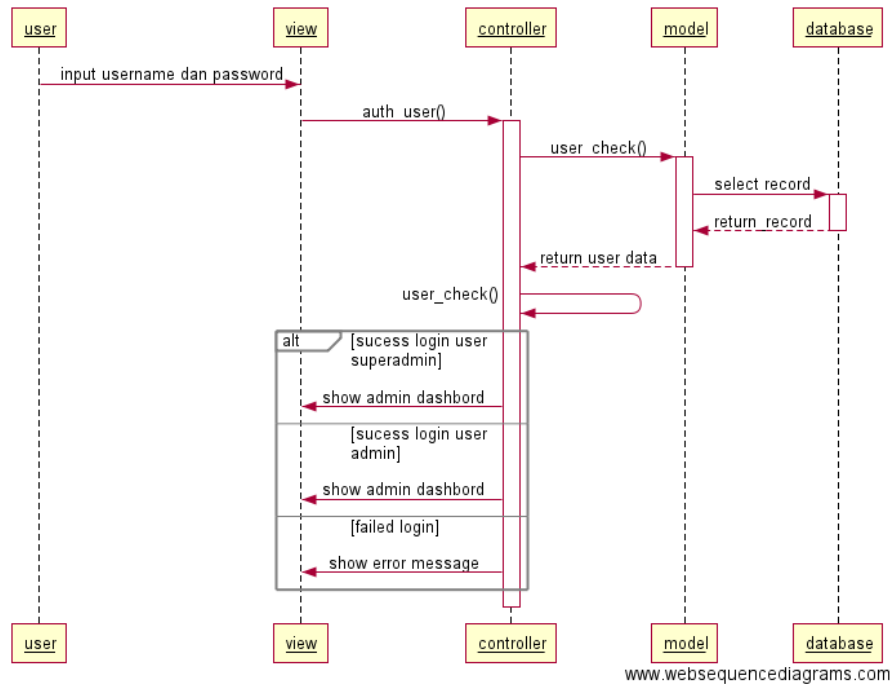 user view controller model database
input username dan password
auth_user()
user_check()
select record
return_record
return user data
user_check()
alt [sucess login user
superadmin]
show admin dashbord
[sucess login user
admin]
show admin dashbord
[failed login]
show error message
user view controller model database
www.websequencediagrams.com